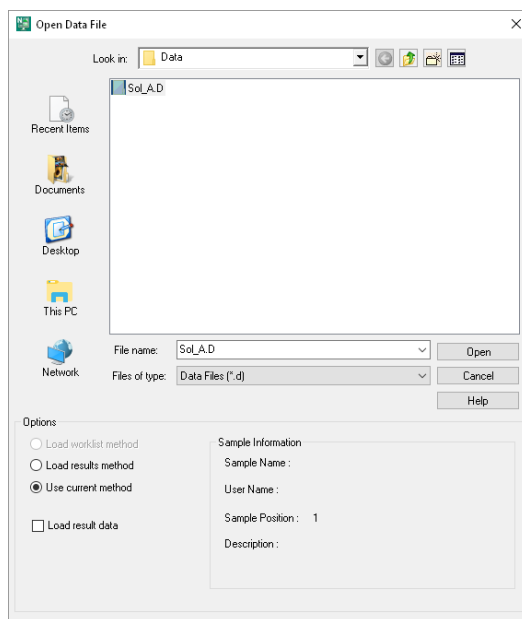 Open Data File
Look in: Data
Sol_A.D
Recent Items
Documents
Desktop
This PC
Network
File name: Sol_A.D Open
Files of type: Data Files (*.d) Cancel
Help
Options
Load worklist method
Load results method
Use current method
Load result data
Sample Information
Sample Name :
User Name :
Sample Position : 1
Description :